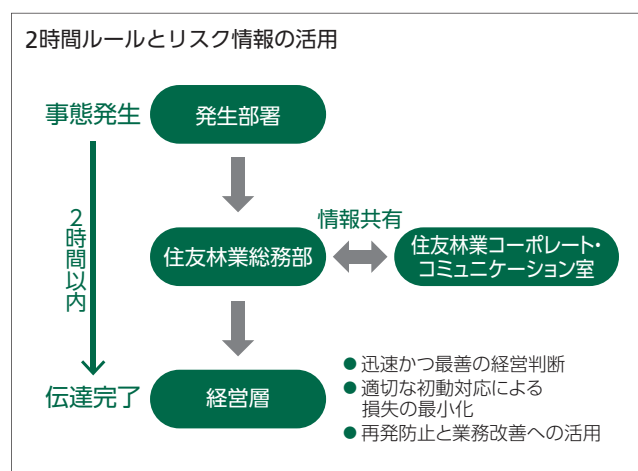 2時間ルールとリスク情報の活用
事態発生
発生部署
2時間以内
情報共有
住友林業総務部
住友林業コーポレート・
コミュニケーション室
伝達完了
経営層
● 迅速かつ最善の経営判断
● 適切な初動対応による
損失の最小化
● 再発防止と業務改善への活用